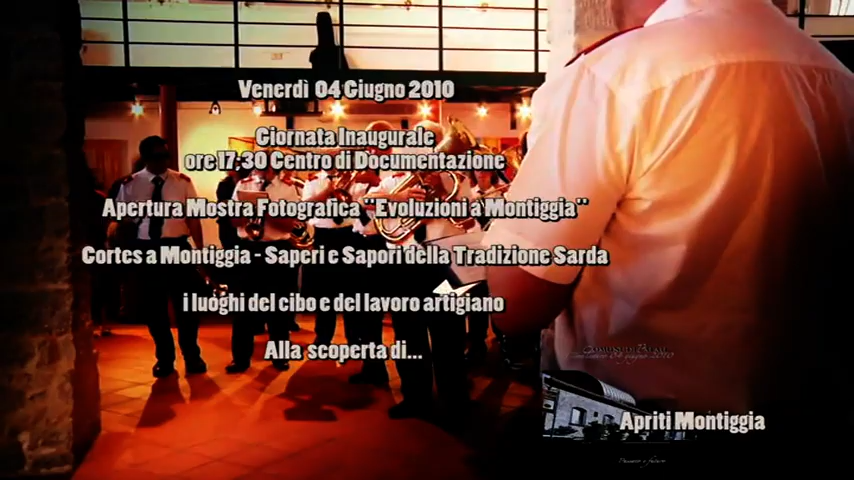 Venerdì 04 Giugno 2010
Giornata Inaugurale
ore 17:30 Centro di Documentazione
Apertura Mostra Fotografica "Evoluzioni a Montiggia"
Cortes a Montiggia - Saperi e Sapori della Tradizione Sarda
i luoghi del cibo e del lavoro artigiano
Alla scoperta di...
Apriti Montiggia